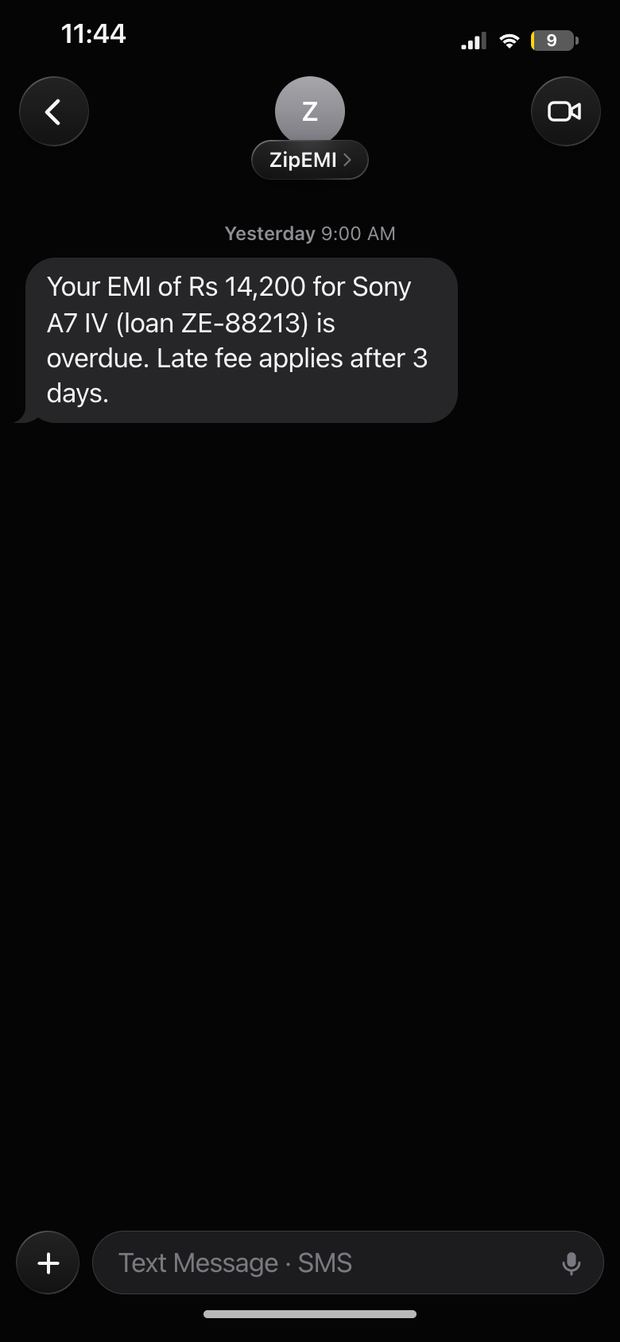 11:44
9
Z
ZipEMI
Yesterday 9:00 AM
Your EMI of Rs 14,200 for Sony
A7 IV (loan ZE-88213) is
overdue. Late fee applies after 3
days.
Text Message · SMS